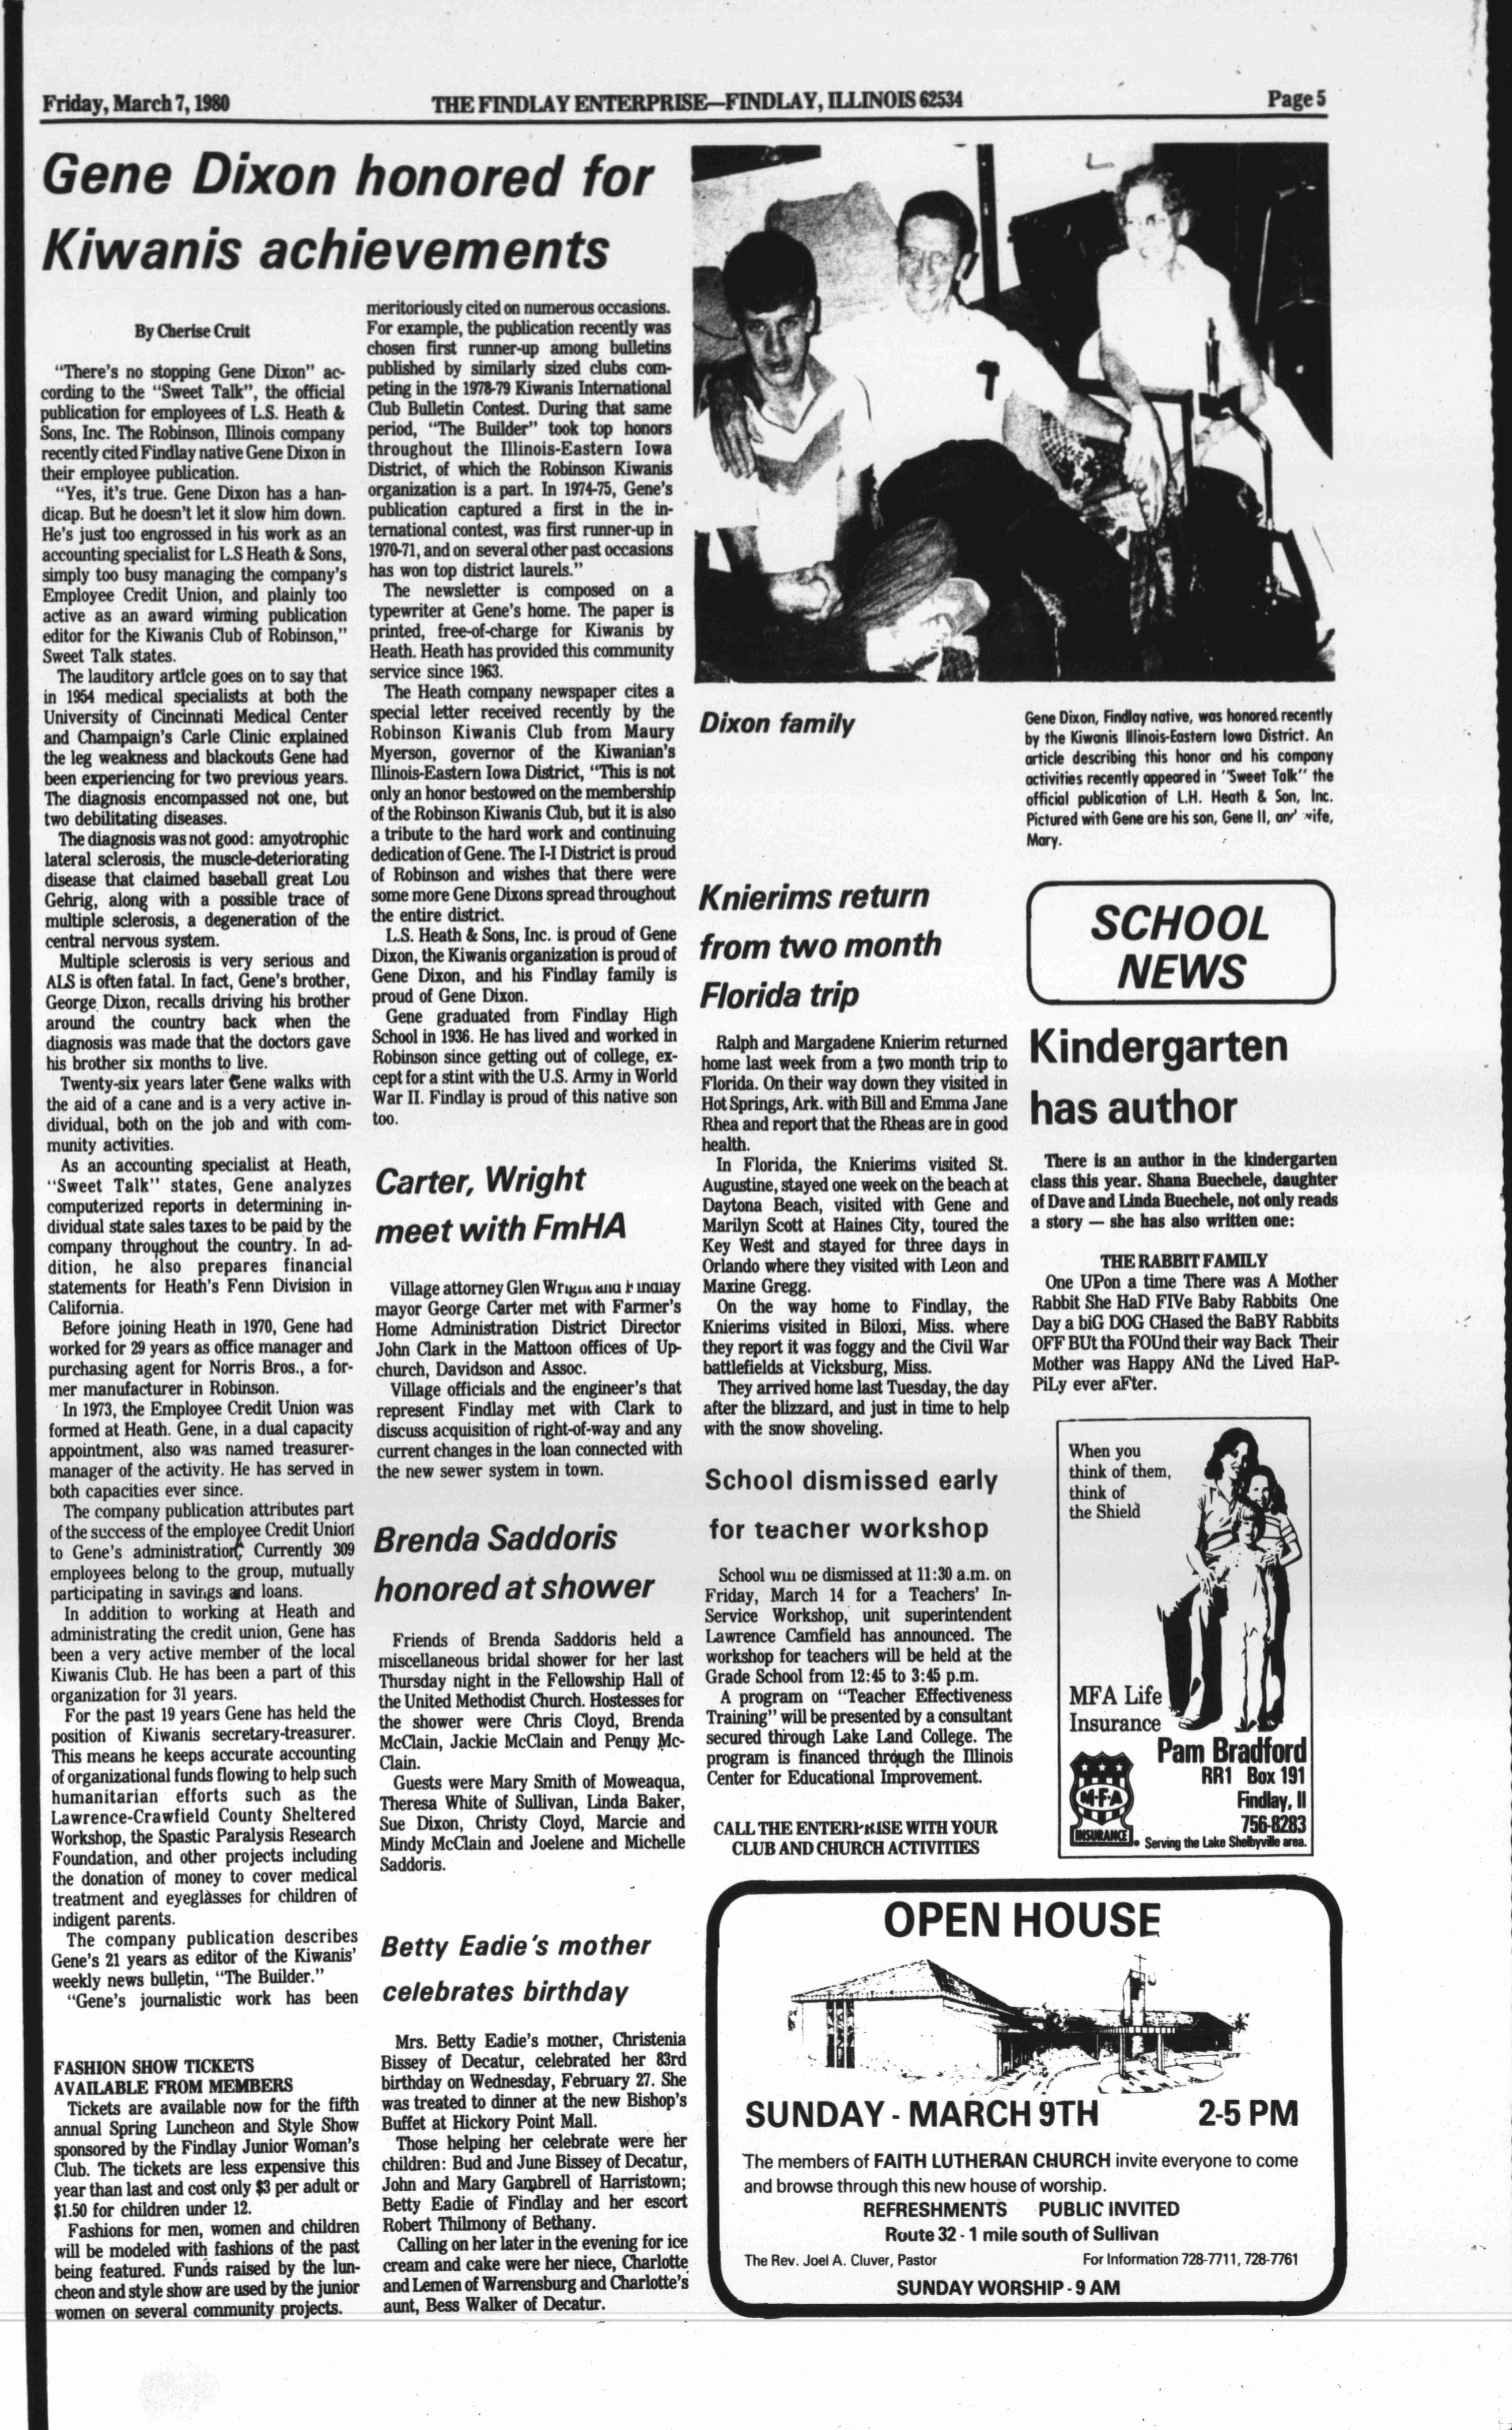 Friday, March 7, 1980
THE FINDLAY ENTERPRISE—FINDLAY, ILLINOIS 62534
Page 5
Gene Dixon honored for
Kiwanis achievements
By Cherise Cruit
"There's no stopping Gene Dixon" ac-
cording to the "Sweet Talk", the official
publication for employees of L.S. Heath &
Sons, Inc. The Robinson, Illinois company
recently cited Findlay native Gene Dixon in
their employee publication.
"Yes, it's true. Gene Dixon has a han-
dicap. But he doesn't let it slow him down.
He's just too engrossed in his work as an
accounting specialist for L.S Heath & Sons,
simply too busy managing the company's
Employee Credit Union, and plainly too
active as an award winning publication
editor for the Kiwanis Club of Robinson,"
Sweet Talk states.
The lauditory article goes on to say that
in 1954 medical specialists at both the
University of Cincinnati Medical Center
and Champaign's Carle Clinic explained
the leg weakness and blackouts Gene had
been experiencing for two previous years.
The diagnosis encompassed not one, but
two debilitating diseases.
The diagnosis was not good: amyotrophic
lateral sclerosis, the muscle-deteriorating
disease that claimed baseball great Lou
Gehrig, along with a possible trace of
multiple sclerosis, a degeneration of the
central nervous system.
Multiple sclerosis is very serious and
ALS is often fatal. In fact, Gene's brother,
George Dixon, recalls driving his brother
around the country back when the
diagnosis was made that the doctors gave
his brother six months to live.
Twenty-six years later Gene walks with
the aid of a cane and is a very active in-
dividual, both on the job and with com-
munity activities.
As an accounting specialist at Heath,
"Sweet Talk" states, Gene analyzes
computerized reports in determining in-
dividual state sales taxes to be paid by the
company throughout the country. In ad-
dition, he also prepares financial
statements for Heath's Fenn Division in
California.
Before joining Heath in 1970, Gene had
worked for 29 years as office manager and
purchasing agent for Norris Bros., a for-
mer manufacturer in Robinson.
In 1973, the Employee Credit Union was
formed at Heath. Gene, in a dual capacity
appointment, also was named treasurer-
manager of the activity. He has served in
both capacities ever since.
The company publication attributes part
of the success of the employee Credit Union
to Gene's administration. Currently 309
employees belong to the group, mutually
participating in savings and loans.
In addition to working at Heath and
administrating the credit union, Gene has
been a very active member of the local
Kiwanis Club. He has been a part of this
organization for 31 years.
For the past 19 years Gene has held the
position of Kiwanis secretary-treasurer.
This means he keeps accurate accounting
of organizational funds flowing to help such
humanitarian efforts such as the
Lawrence-Crawfield County Sheltered
Workshop, the Spastic Paralysis Research
Foundation, and other projects including
the donation of money to cover medical
treatment and eyeglasses for children of
indigent parents.
The company publication describes
Gene's 21 years as editor of the Kiwanis'
weekly news bulletin, "The Builder."
"Gene's journalistic work has been
meritoriously cited on numerous occasions.
For example, the publication recently was
chosen first runner-up among bulletins
published by similarly sized clubs com-
peting in the 1978-79 Kiwanis International
Club Bulletin Contest. During that same
period, "The Builder" took top honors
throughout the Illinois-Eastern Iowa
District, of which the Robinson Kiwanis
organization is a part. In 1974-75, Gene's
publication captured a first in the in-
ternational contest, was first runner-up in
1970-71, and on several other past occasions
has won top district laurels."
The newsletter is composed on a
typewriter at Gene's home. The paper is
printed, free-of-charge for Kiwanis by
Heath. Heath has provided this community
service since 1963.
The Heath company newspaper cites a
special letter received recently by the
Robinson Kiwanis Club from Maury
Myerson, governor of the Kiwanian's
Illinois-Eastern Iowa District, "This is not
only an honor bestowed on the membership
of the Robinson Kiwanis Club, but it is also
a tribute to the hard work and continuing
dedication of Gene. The I-I District is proud
of Robinson and wishes that there were
some more Gene Dixons spread throughout
the entire district.
L.S. Heath & Sons, Inc. is proud of Gene
Dixon, the Kiwanis organization is proud of
Gene Dixon, and his Findlay family is
proud of Gene Dixon.
Gene graduated from Findlay High
School in 1936. He has lived and worked in
Robinson since getting out of college, ex-
cept for a stint with the U.S. Army in World
War II. Findlay is proud of this native son
too.
Dixon family
Gene Dixon, Findlay native, was honored recently
by the Kiwanis Illinois-Eastern Iowa District. An
article describing this honor and his company
activities recently appeared in "Sweet Talk" the
official publication of L.H. Heath & Son, Inc.
Pictured with Gene are his son, Gene II, and wife,
Mary.
FASHION SHOW TICKETS
AVAILABLE FROM MEMBERS
Tickets are available now for the fifth
annual Spring Luncheon and Style Show
sponsored by the Findlay Junior Woman's
Club. The tickets are less expensive this
year than last and cost only $3 per adult or
$1.50 for children under 12.
Fashions for men, women and children
will be modeled with fashions of the past
being featured. Funds raised by the lun-
cheon and style show are used by the junior
women on several community projects.
Carter, Wright
meet with FmHA
Village attorney Glen Wright and Findlay
mayor George Carter met with Farmer's
Home Administration District Director
John Clark in the Mattoon offices of Up-
church, Davidson and Assoc.
Village officials and the engineer's that
represent Findlay met with Clark to
discuss acquisition of right-of-way and any
current changes in the loan connected with
the new sewer system in town.
Brenda Saddoris
honored at shower
Friends of Brenda Saddoris held a
miscellaneous bridal shower for her last
Thursday night in the Fellowship Hall of
the United Methodist Church. Hostesses for
the shower were Chris Cloyd, Brenda
McClain, Jackie McClain and Penny Mc-
Clain.
Guests were Mary Smith of Moweaqua,
Theresa White of Sullivan, Linda Baker,
Sue Dixon, Christy Cloyd, Marcie and
Mindy McClain and Joelene and Michelle
Saddoris.
Betty Eadie's mother
celebrates birthday
Mrs. Betty Eadie's mother, Christenia
Bissey of Decatur, celebrated her 83rd
birthday on Wednesday, February 27. She
was treated to dinner at the new Bishop's
Buffet at Hickory Point Mall.
Those helping her celebrate were her
children: Bud and June Bissey of Decatur,
John and Mary Gambrell of Harristown;
Betty Eadie of Findlay and her escort
Robert Thilmony of Bethany.
Calling on her later in the evening for ice
cream and cake were her niece, Charlotte
and Lemen of Warrensburg and Charlotte's
aunt, Bess Walker of Decatur.
Knierims return
from two month
Florida trip
Ralph and Margadene Knierim returned
home last week from a two month trip to
Florida. On their way down they visited in
Hot Springs, Ark. with Bill and Emma Jane
Rhea and report that the Rheas are in good
health.
In Florida, the Knierims visited St.
Augustine, stayed one week on the beach at
Daytona Beach, visited with Gene and
Marilyn Scott at Haines City, toured the
Key West and stayed for three days in
Orlando where they visited with Leon and
Maxine Gregg.
On the way home to Findlay, the
Knierims visited in Biloxi, Miss. where
they report it was foggy and the Civil War
battlefields at Vicksburg, Miss.
They arrived home last Tuesday, the day
after the blizzard, and just in time to help
with the snow shoveling.
School dismissed early
for teacher workshop
School will be dismissed at 11:30 a.m. on
Friday, March 14 for a Teachers' In-
Service Workshop, unit superintendent
Lawrence Camfield has announced. The
workshop for teachers will be held at the
Grade School from 12:45 to 3:45 p.m.
A program on "Teacher Effectiveness
Training" will be presented by a consultant
secured through Lake Land College. The
program is financed through the Illinois
Center for Educational Improvement.
CALL THE ENTERPRISE WITH YOUR
CLUB AND CHURCH ACTIVITIES
SCHOOL
NEWS
Kindergarten
has author
There is an author in the kindergarten
class this year. Shana Buechele, daughter
of Dave and Linda Buechele, not only reads
a story — she has also written one:
THE RABBIT FAMILY
One UPon a time There was A Mother
Rabbit She HaD FIVe Baby Rabbits One
Day a biG DOG CHased the BaBY Rabbits
OFF BUt tha FOUnd their way Back Their
Mother was Happy ANd the Lived HaP-
PiLy ever aFter.
When you
think of them,
think of
the Shield
MFA Life
Insurance
Pam Bradford
RR1 Box 191
Findlay, Il
756-8283
Serving the Lake Shelbyville area.
M-F-A
INSURANCE
OPEN HOUSE
SUNDAY - MARCH 9TH 2-5 PM
The members of FAITH LUTHERAN CHURCH invite everyone to come
and browse through this new house of worship.
REFRESHMENTS PUBLIC INVITED
Route 32 - 1 mile south of Sullivan
The Rev. Joel A. Cluver, Pastor For Information 728-7711, 728-7761
SUNDAY WORSHIP - 9 AM